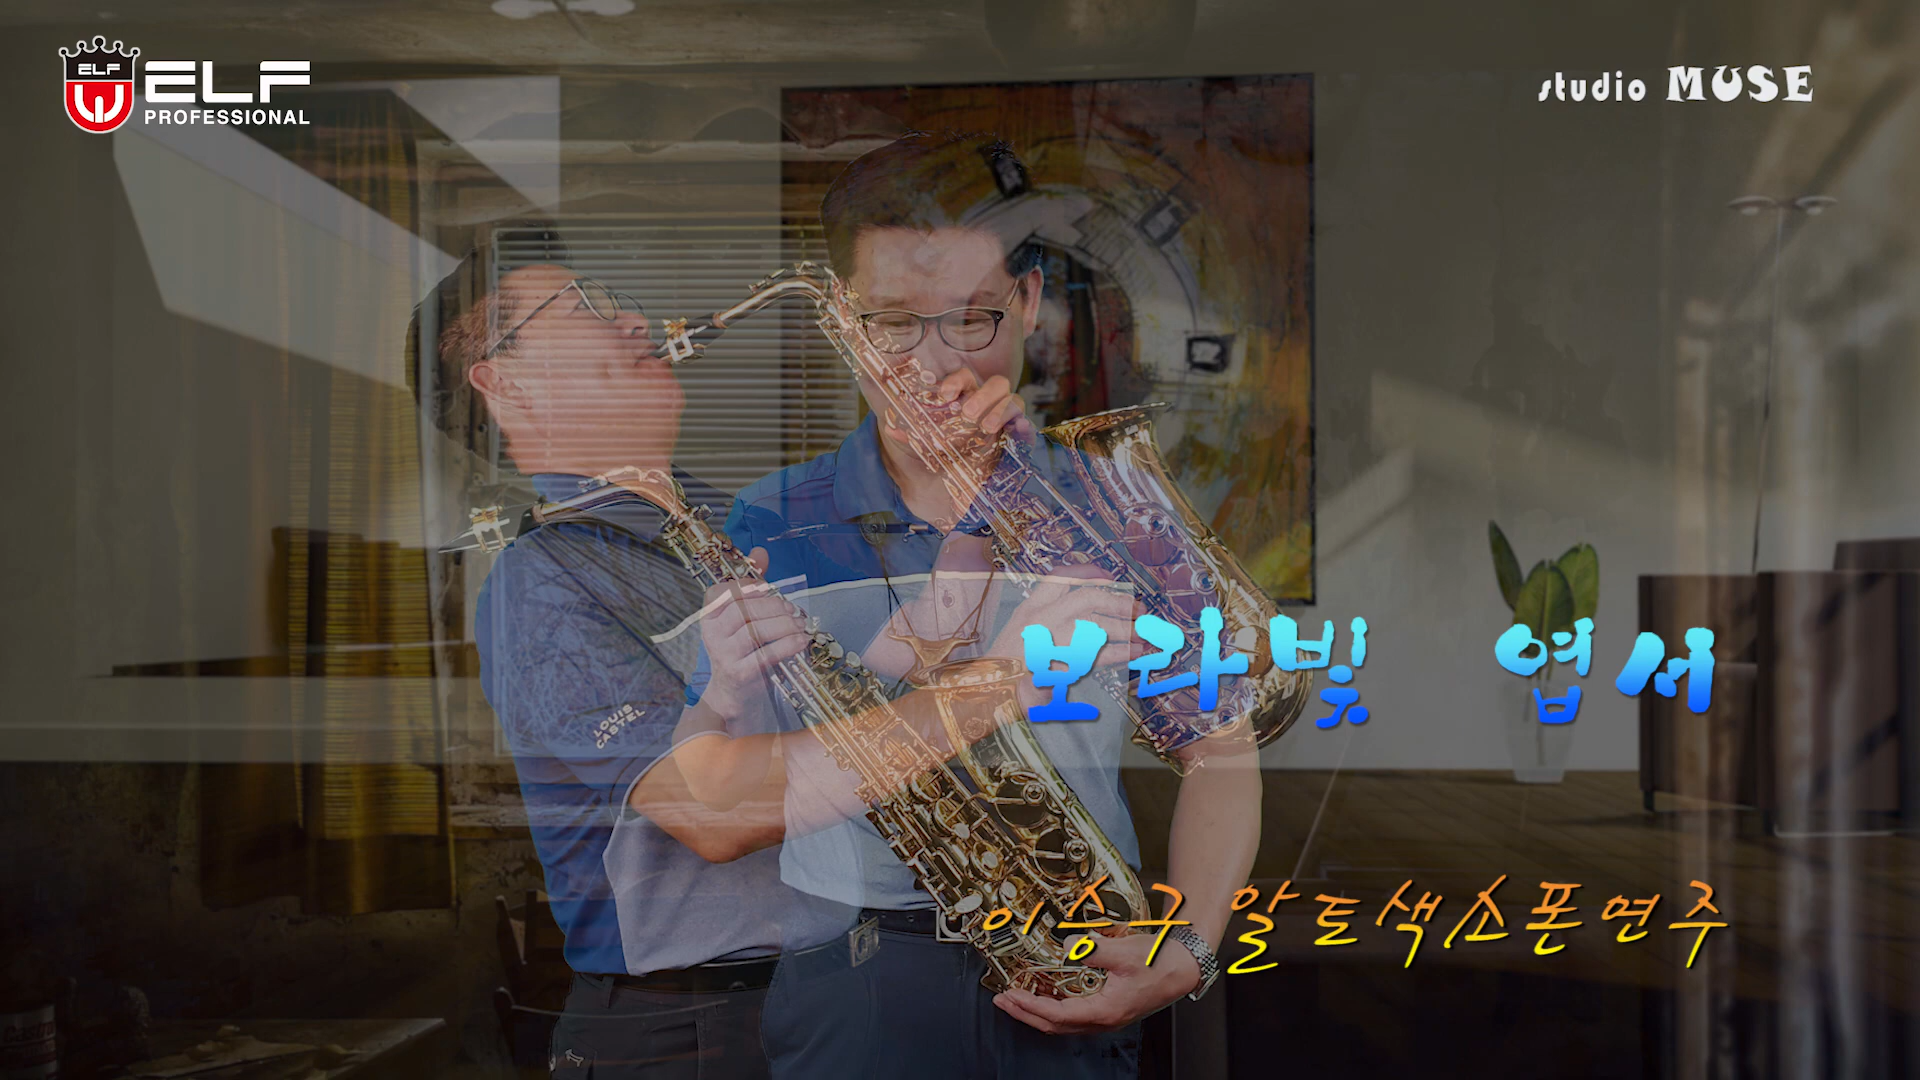 ELF
ELF
PROFESSIONAL
studio MUSE
보라빛 엽서
LOUIS
CASTEL
이승구 알토색소폰연주